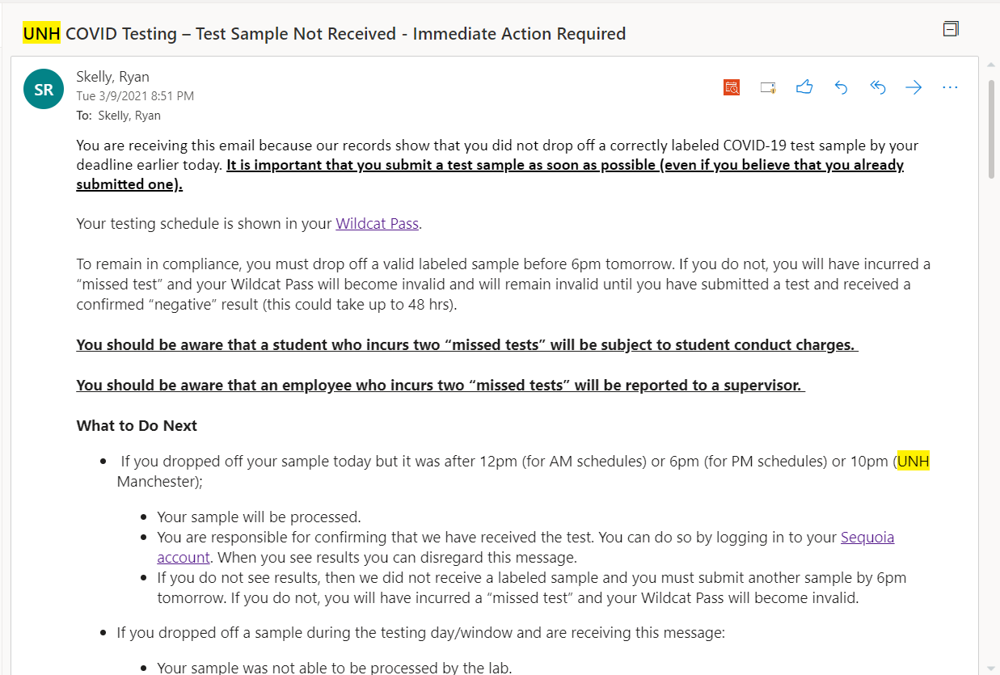 UNH COVID Testing – Test Sample Not Received - Immediate Action Required
SR
Skelly, Ryan
Tue 3/9/2021 8:51 PM
To: Skelly, Ryan
You are receiving this email because our records show that you did not drop off a correctly labeled COVID-19 test sample by your
deadline earlier today. It is important that you submit a test sample as soon as possible (even if you believe that you already
submitted one).
Your testing schedule is shown in your Wildcat Pass.
To remain in compliance, you must drop off a valid labeled sample before 6pm tomorrow. If you do not, you will have incurred a
“missed test” and your Wildcat Pass will become invalid and will remain invalid until you have submitted a test and received a
confirmed “negative” result (this could take up to 48 hrs).
You should be aware that a student who incurs two “missed tests” will be subject to student conduct charges.
You should be aware that an employee who incurs two “missed tests” will be reported to a supervisor.
What to Do Next
• If you dropped off your sample today but it was after 12pm (for AM schedules) or 6pm (for PM schedules) or 10pm (UNH
Manchester);
• Your sample will be processed.
• You are responsible for confirming that we have received the test. You can do so by logging in to your Sequoia
account. When you see results you can disregard this message.
• If you do not see results, then we did not receive a labeled sample and you must submit another sample by 6pm
tomorrow. If you do not, you will have incurred a “missed test” and your Wildcat Pass will become invalid.
• If you dropped off a sample during the testing day/window and are receiving this message:
• Your sample was not able to be processed by the lab.